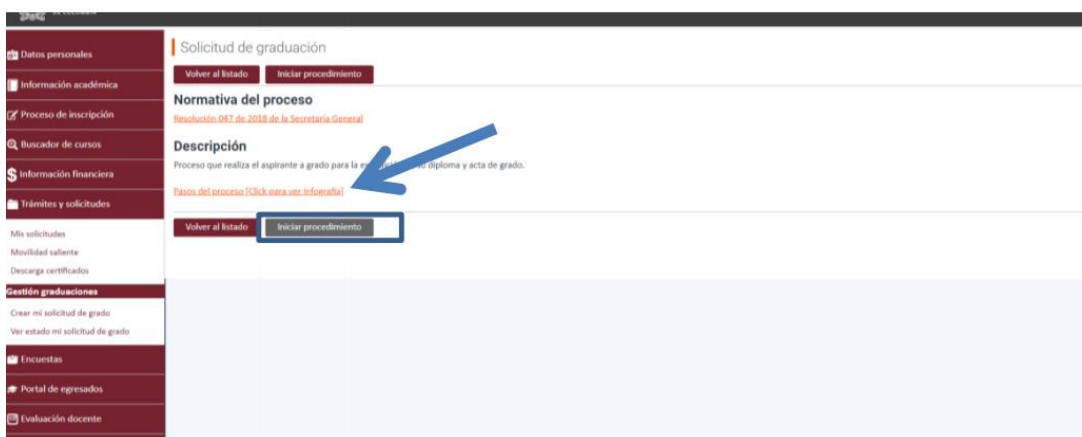 DE COLOMBIA
Datos personales
Información académica
Proceso de inscripción
Buscador de cursos
Información financiera
Trámites y solicitudes
Mis solicitudes
Movilidad saliente
Descarga certificados
Gestión graduaciones
Crear mi solicitud de grado
Ver estado mi solicitud de grado
Encuestas
Portal de egresados
Evaluación docente
Solicitud de graduación
Volver al listado Iniciar procedimiento
Normativa del proceso
Resolución 047 de 2018 de la Secretaría General
Descripción
Proceso que realiza el aspirante a grado para la diploma y acta de grado.
Pasos del proceso [Click para ver Infografía]
Volver al listado Iniciar procedimiento